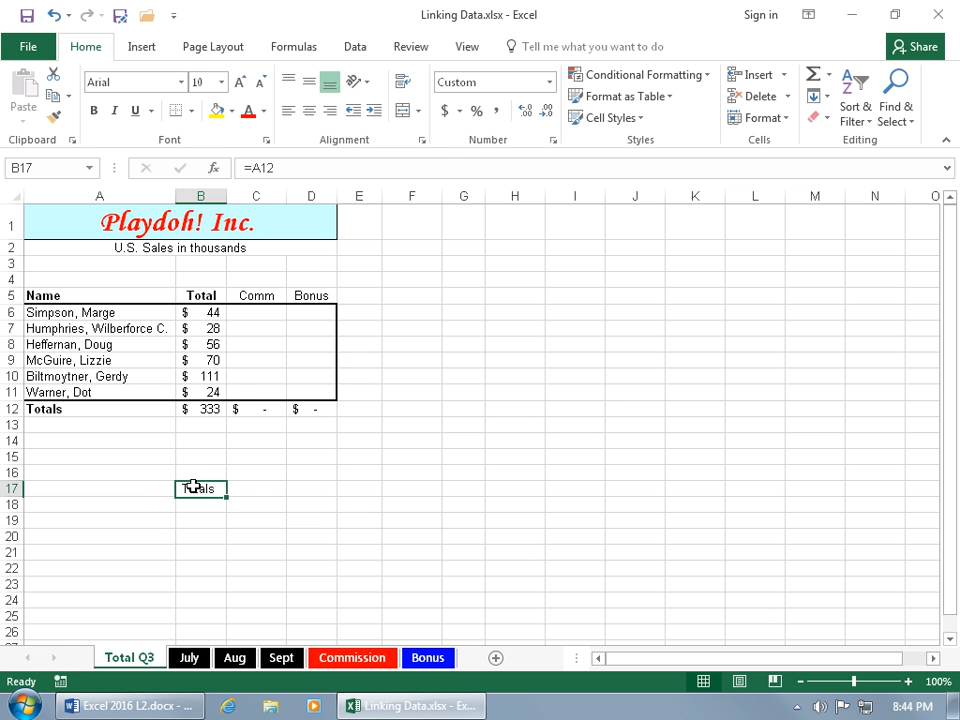 Linking Data.xlsx - Excel
Sign in
File Home Insert Page Layout Formulas Data Review View Tell me what you want to do Share
Paste
Arial 10
B I U
Custom
$ % ,
Conditional Formatting
Format as Table
Cell Styles
Insert
Delete
Format
Sort & Filter
Find & Select
Clipboard Font Alignment Number Styles Cells Editing
B17 fx =A12
A B C D E F G H I J K L M N O
1 Playdoh! Inc.
2 U.S. Sales in thousands
3
4
5 Name Total Comm Bonus
6 Simpson, Marge $ 44
7 Humphries, Wilberforce C. $ 28
8 Heffernan, Doug $ 56
9 McGuire, Lizzie $ 70
10 Biltmoytner, Gerdy $ 111
11 Warner, Dot $ 24
12 Totals $ 333 $ - $ -
13
14
15
16
17 Totals
18
19
20
21
22
23
24
25
26
Total Q3 July Aug Sept Commission Bonus
Ready 100%
Excel 2016 L2.docx - ... Linking Data.xlsx - Ex... 8:44 PM